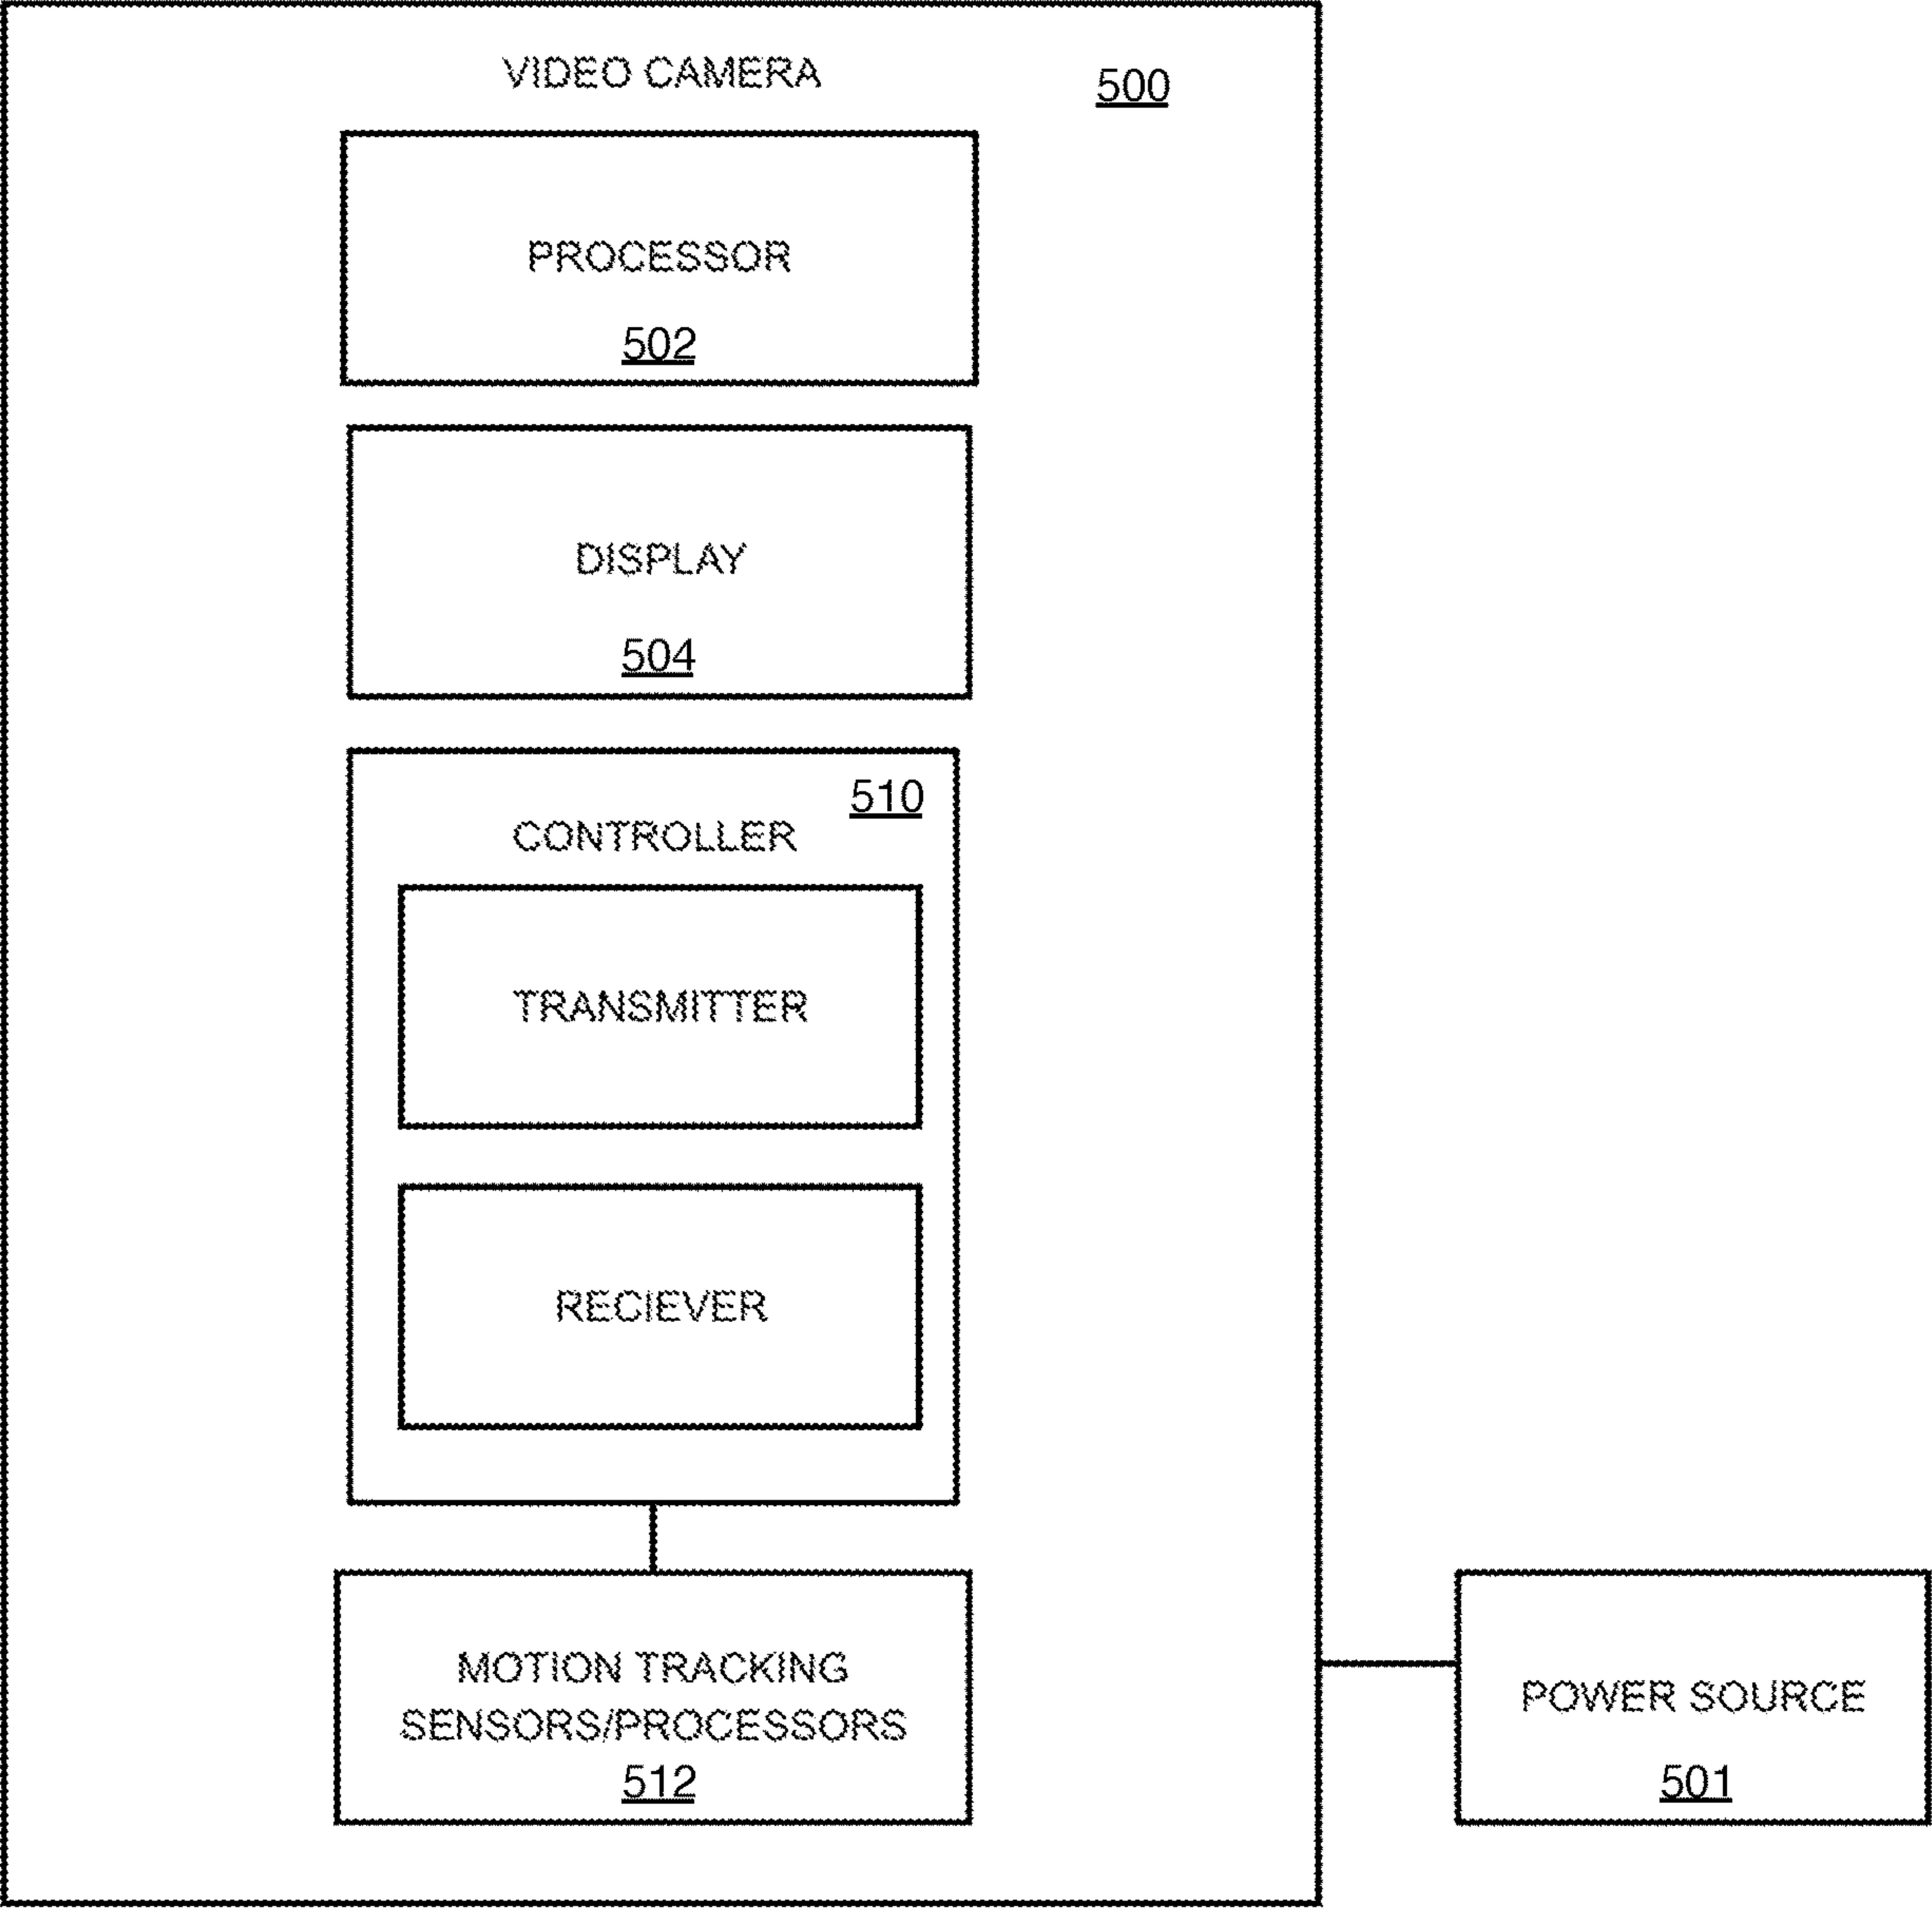 VIDEO CAMERA
500
PROCESSOR
502
DISPLAY
504
510
CONTROLLER
TRANSMITTER
RECIEVER
MOTION TRACKING
SENSORS/PROCESSORS
512
POWER SOURCE
501